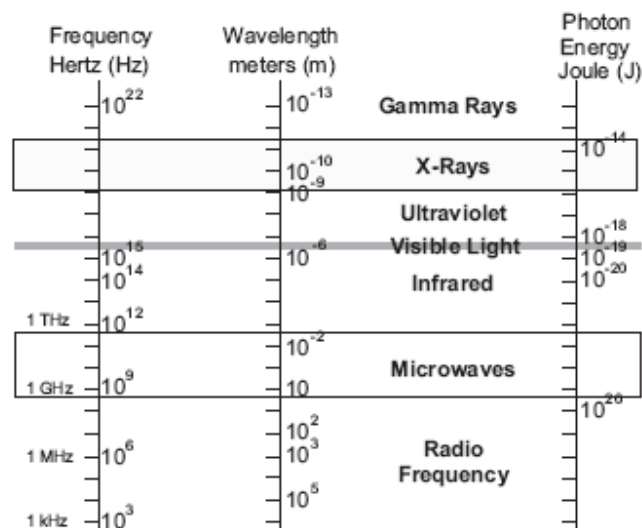 Frequency
Hertz (Hz)
Wavelength
meters (m)
Photon
Energy
Joule (J)
10^22
10^-13
Gamma Rays
10^-14
10^-10
X-Rays
10^-9
Ultraviolet
10^-18
Visible Light
10^15
10^-6
10^-19
10^14
Infrared
10^-20
1 THz
10^12
10^-2
Microwaves
1 GHz
10^9
10
10^26
10^2
1 MHz
10^6
10^3
Radio
Frequency
10^5
1 kHz
10^3